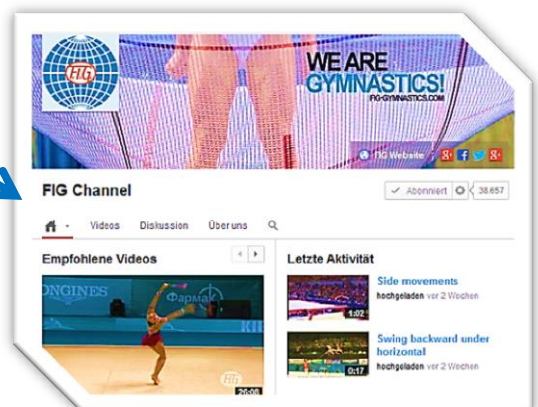 FIG
WE ARE
GYMNASTICS!
FIG-GYMNASTICS.COM
FIG Website
FIG Channel
Abonniert
38.657
Videos
Diskussion
Über uns
Empfohlene Videos
Letzte Aktivität
Side movements
hochgeladen vor 2 Wochen
1:02
Swing backward under
horizontal
hochgeladen vor 2 Wochen
0:17
Фармак
FIG
26:08